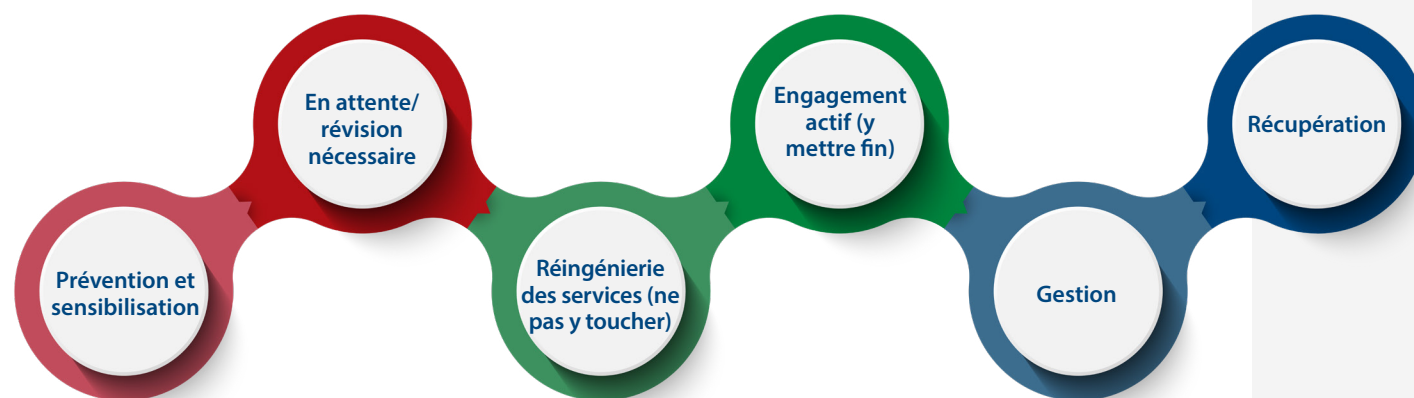 Prévention et
sensibilisation
En attente/
révision
nécessaire
Réingénierie
des services (ne
pas y toucher)
Engagement
actif (y
mettre fin)
Gestion
Récupération